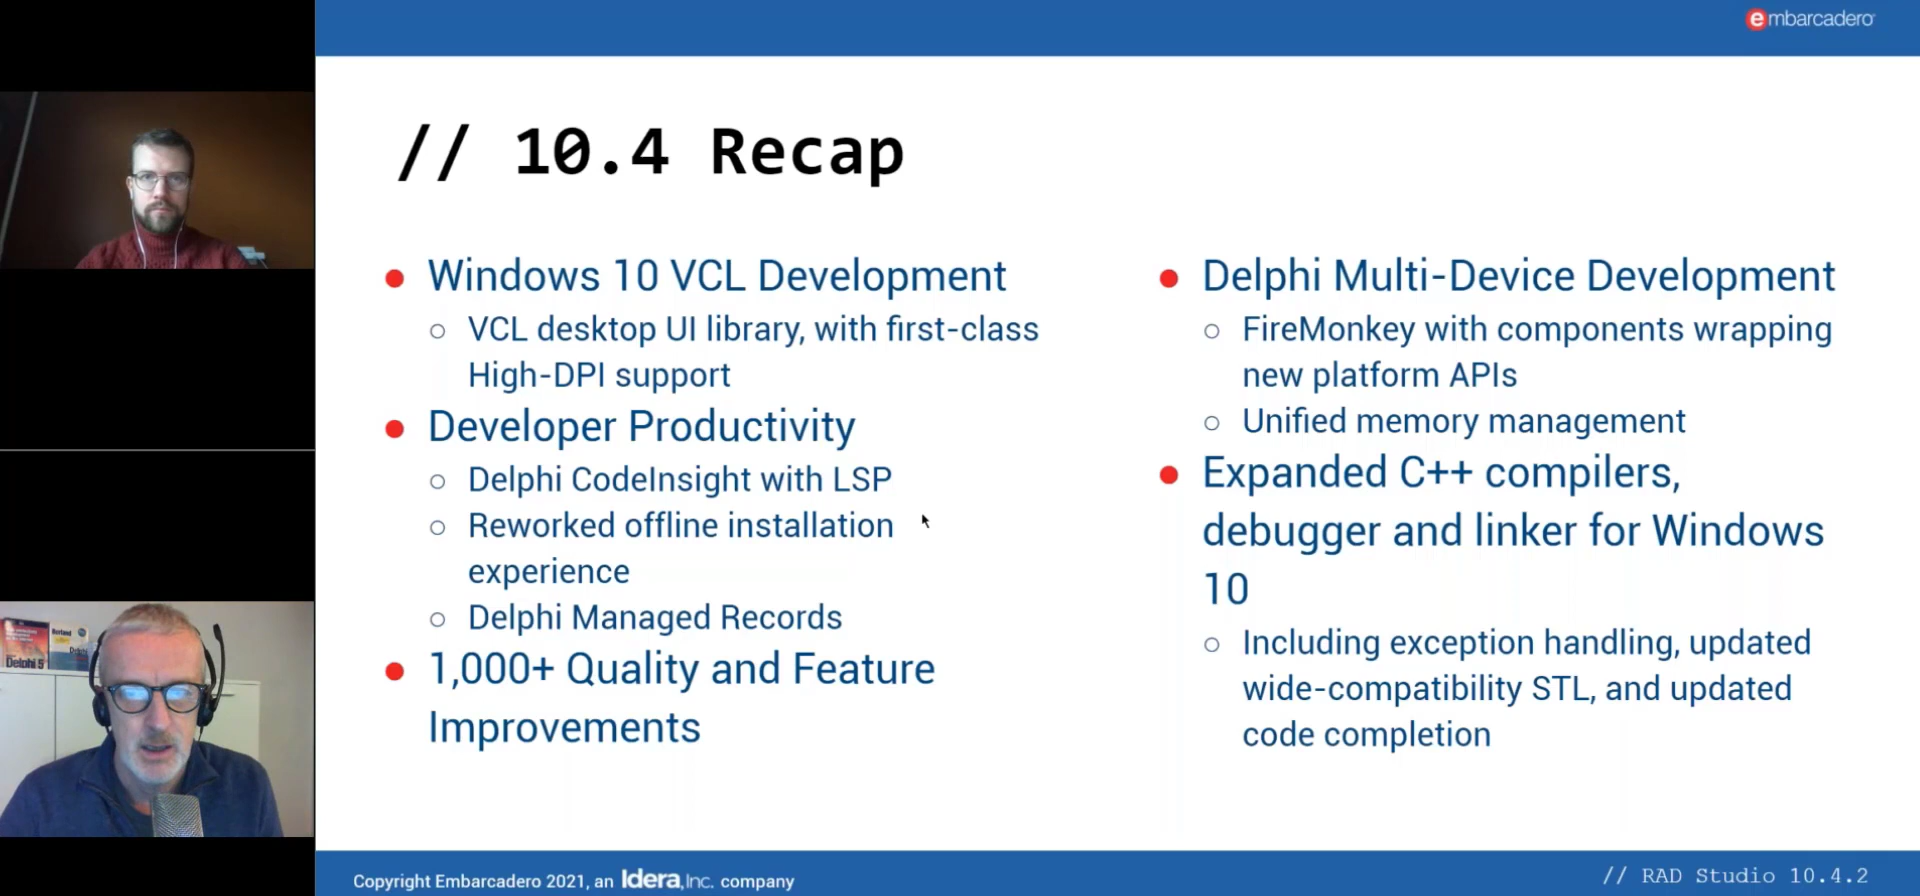 embarcadero
// 10.4 Recap
Windows 10 VCL Development
VCL desktop UI library, with first-class
High-DPI support
Developer Productivity
Delphi CodeInsight with LSP
Reworked offline installation
experience
Delphi Managed Records
1,000+ Quality and Feature
Improvements
Delphi Multi-Device Development
FireMonkey with components wrapping
new platform APIs
Unified memory management
Expanded C++ compilers,
debugger and linker for Windows
10
Including exception handling, updated
wide-compatibility STL, and updated
code completion
Delphi 5
Borland
Copyright Embarcadero 2021, an Idera, Inc. company
// RAD Studio 10.4.2